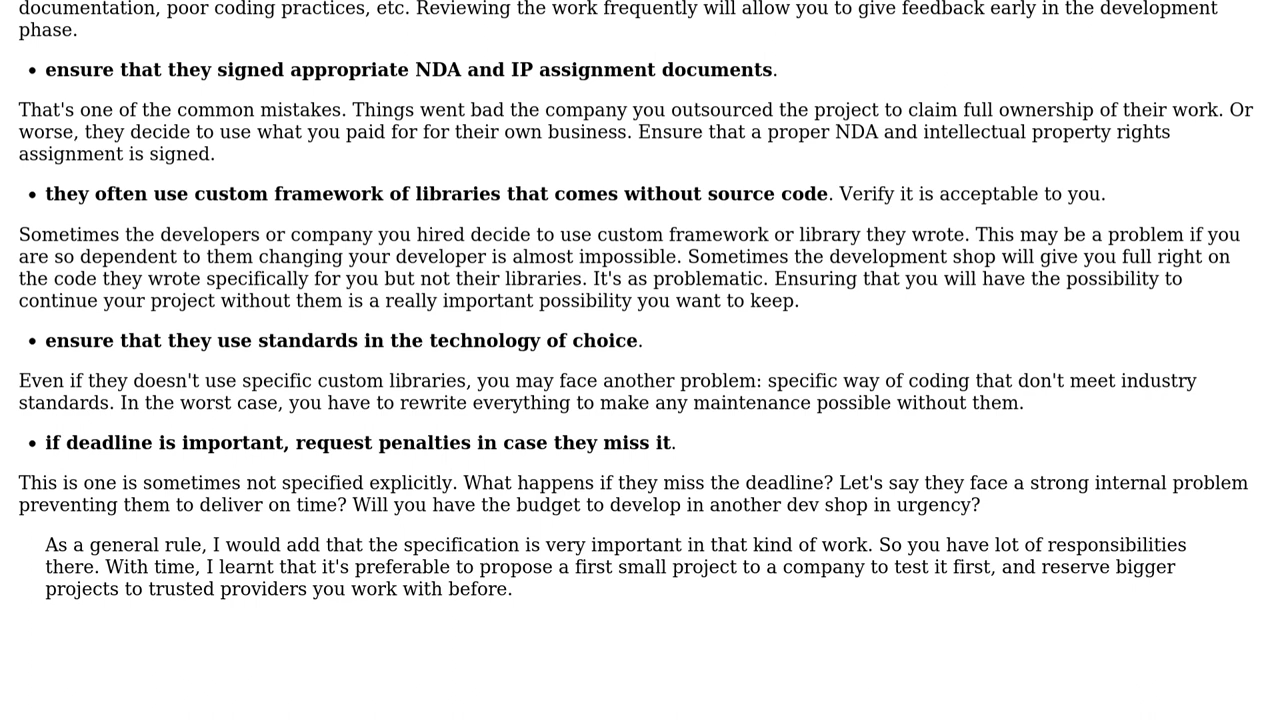 documentation, poor coding practices, etc. Reviewing the work frequently will allow you to give feedback early in the development
phase.
• ensure that they signed appropriate NDA and IP assignment documents.
That's one of the common mistakes. Things went bad the company you outsourced the project to claim full ownership of their work. Or
worse, they decide to use what you paid for for their own business. Ensure that a proper NDA and intellectual property rights
assignment is signed.
• they often use custom framework of libraries that comes without source code. Verify it is acceptable to you.
Sometimes the developers or company you hired decide to use custom framework or library they wrote. This may be a problem if you
are so dependent to them changing your developer is almost impossible. Sometimes the development shop will give you full right on
the code they wrote specifically for you but not their libraries. It's as problematic. Ensuring that you will have the possibility to
continue your project without them is a really important possibility you want to keep.
• ensure that they use standards in the technology of choice.
Even if they doesn't use specific custom libraries, you may face another problem: specific way of coding that don't meet industry
standards. In the worst case, you have to rewrite everything to make any maintenance possible without them.
• if deadline is important, request penalties in case they miss it.
This is one is sometimes not specified explicitly. What happens if they miss the deadline? Let's say they face a strong internal problem
preventing them to deliver on time? Will you have the budget to develop in another dev shop in urgency?
As a general rule, I would add that the specification is very important in that kind of work. So you have lot of responsibilities
there. With time, I learnt that it's preferable to propose a first small project to a company to test it first, and reserve bigger
projects to trusted providers you work with before.